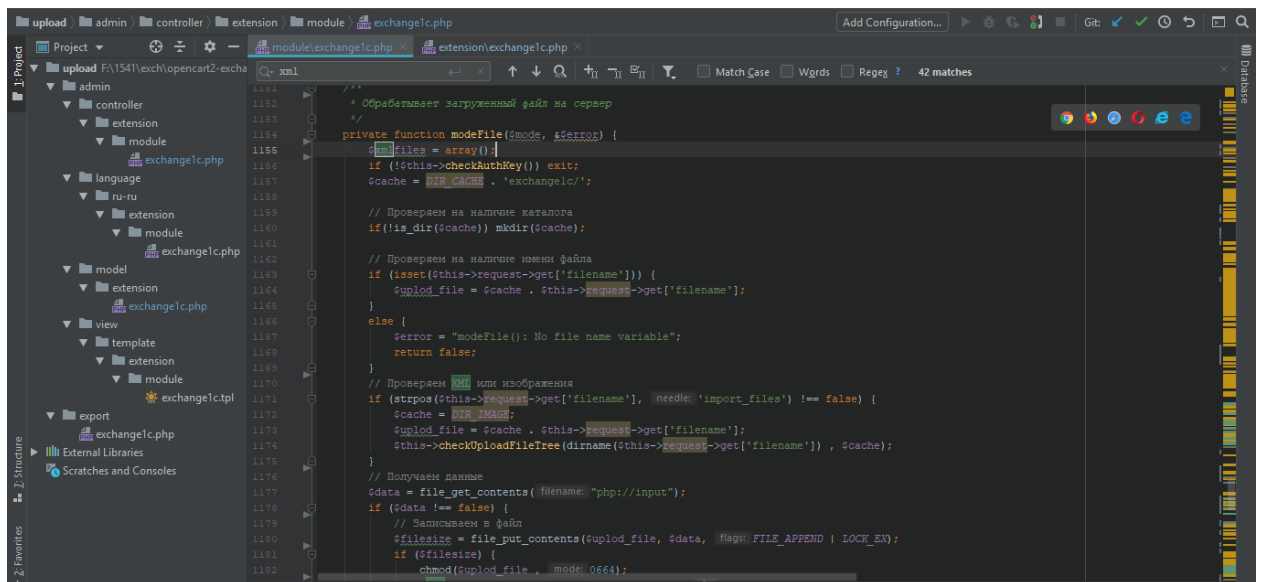 upload admin controller extension module exchange1c.php Add Configuration... Git:
Project module\exchange1c.php extension\exchange1c.php
1: Project
upload F:\1541\exch\opencart2-excha
admin
controller
extension
module
exchange1c.php
language
ru-ru
extension
module
exchange1c.php
model
extension
exchange1c.php
view
template
extension
module
exchange1c.tpl
export
exchange1c.php
External Libraries
Scratches and Consoles
7: Structure
2: Favorites
Database
xml Match Case Words Regex ? 42 matches
1151 /**
1152 * Обрабатывает загруженный файл на сервер
1153 */
1154 private function modeFile($mode, &$error) {
1155 $xmlfiles = array();
1156 if (!$this->checkAuthKey()) exit;
1157 $cache = DIR_CACHE . 'exchange1c/';
1158
1159 // Проверяем на наличие каталога
1160 if(!is_dir($cache)) mkdir($cache);
1161
1162 // Проверяем на наличие имени файла
1163 if (isset($this->request->get['filename'])) {
1164 $uplod_file = $cache . $this->request->get['filename'];
1165 }
1166 else {
1167 $error = "modeFile(): No file name variable";
1168 return false;
1169 }
1170 // Проверяем XML или изображения
1171 if (strpos($this->request->get['filename'], needle: 'import_files') !== false) {
1172 $cache = DIR_IMAGE;
1173 $uplod_file = $cache . $this->request->get['filename'];
1174 $this->checkUploadFileTree(dirname($this->request->get['filename']) , $cache);
1175 }
1176 // Получаем данные
1177 $data = file_get_contents( filename: "php://input");
1178 if ($data !== false) {
1179 // Записываем в файл
1180 $filesize = file_put_contents($uplod_file, $data, flags: FILE_APPEND | LOCK_EX);
1181 if ($filesize) {
1182 chmod($uplod_file , mode: 0664);